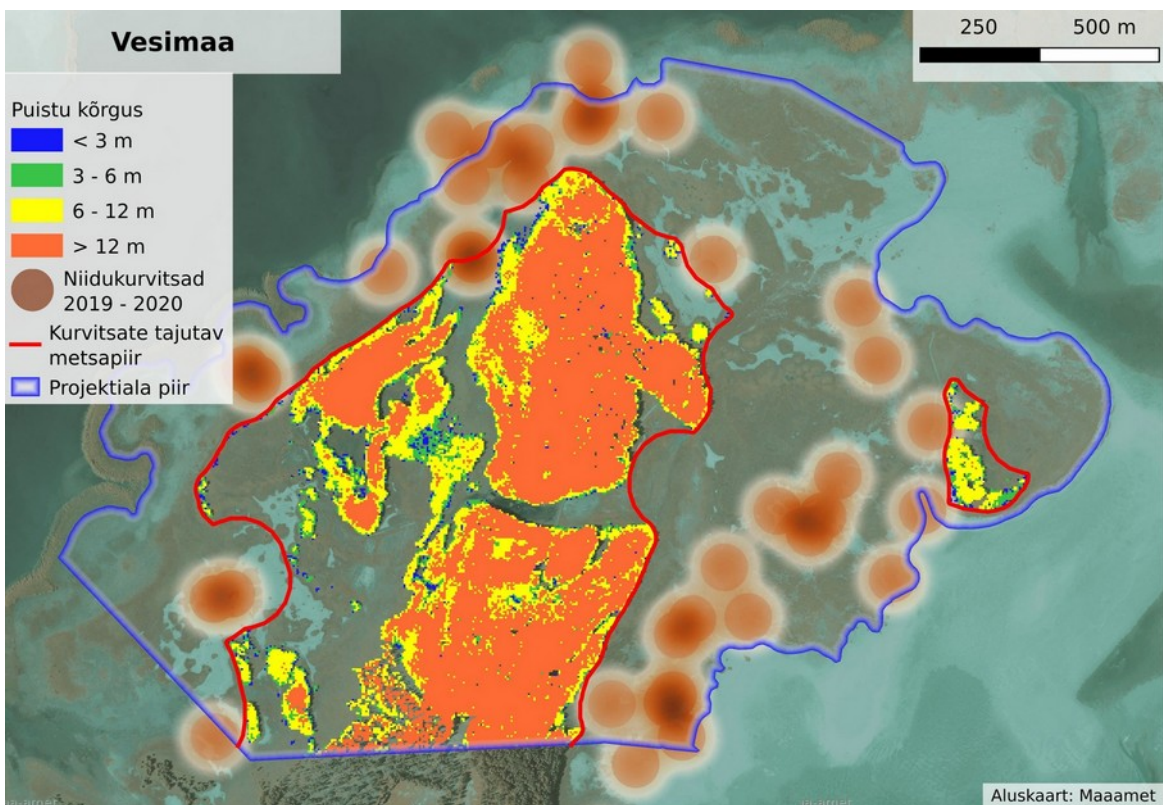 Vesimaa
250 500 m
Puistu kõrgus
< 3 m
3 - 6 m
6 - 12 m
> 12 m
Niidukurvitsad
2019 - 2020
Kurvitsate tajutav
metsapiir
Projektiala piir
Aluskaart: Maaamet